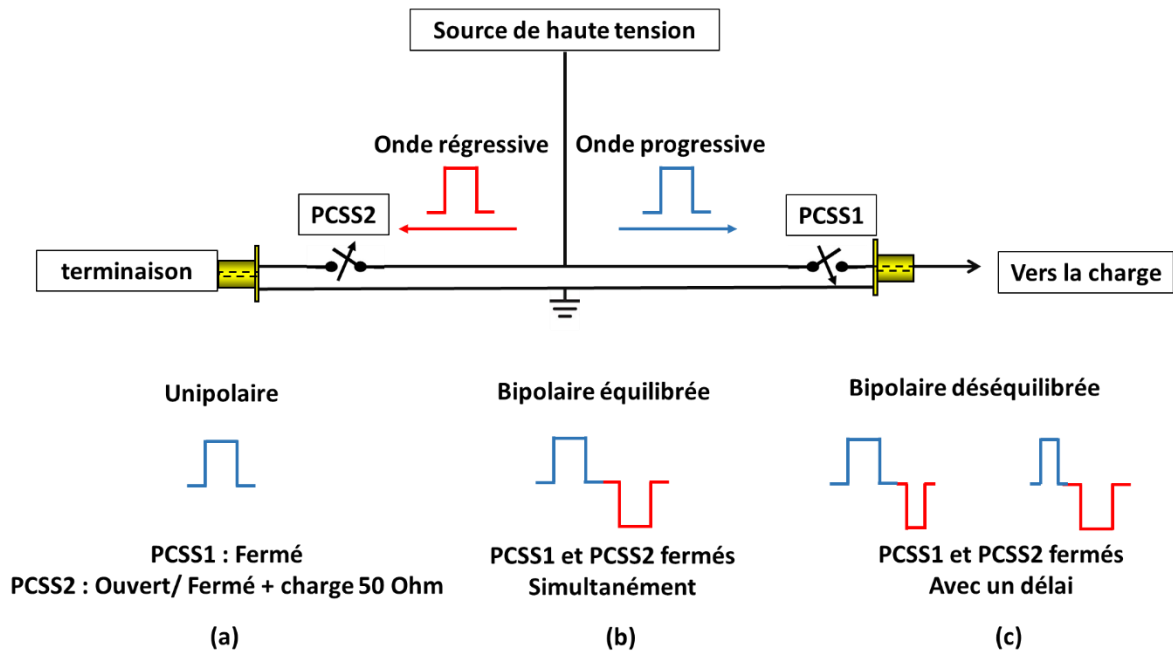 Source de haute tension
Onde régressive
Onde progressive
PCSS2
PCSS1
terminaison
Vers la charge
Unipolaire
Bipolaire équilibrée
Bipolaire déséquilibrée
PCSS1 : Fermé
PCSS2 : Ouvert/ Fermé + charge 50 Ohm
PCSS1 et PCSS2 fermés
Simultanément
PCSS1 et PCSS2 fermés
Avec un délai
(a)
(b)
(c)